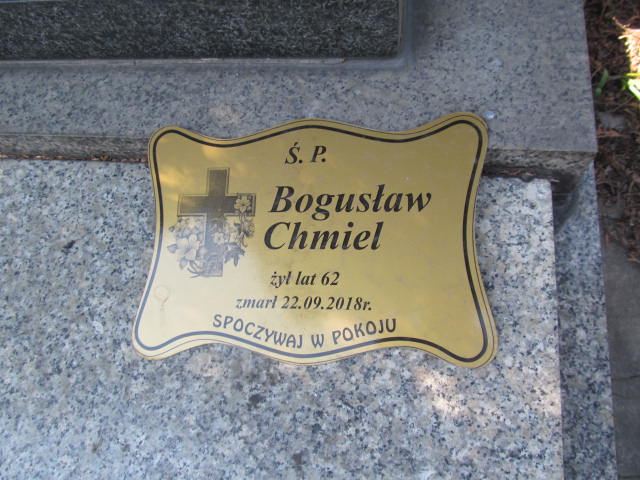 Ś. P.
Bogusław
Chmiel
żył lat 62
zmarł 22.09.2018r.
SPOCZYWAJ W POKOJU